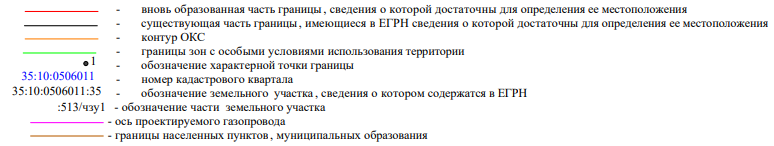 - вновь образованная часть границы, сведения о которой достаточны для определения ее местоположения
- существующая часть границы, имеющиеся в ЕГРН сведения о которой достаточны для определения ее местоположения
- контур ОКС
- границы зон с особыми условиями использования территории
1 - обозначение характерной точки границы
35:10:0506011 - номер кадастрового квартала
35:10:0506011:35 - обозначение земельного участка, сведения о котором содержатся в ЕГРН
:513/чзу1 - обозначение части земельного участка
- ось проектируемого газопровода
- границы населенных пунктов, муниципальных образования